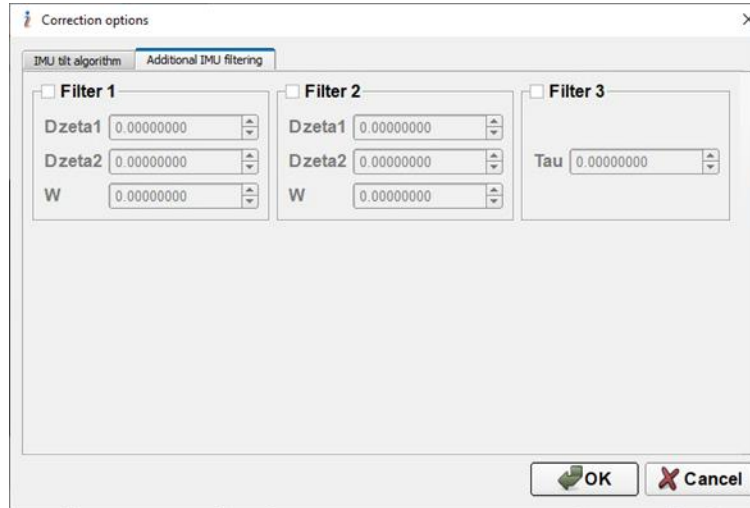 Correction options
IMU tilt algorithm Additional IMU filtering
Filter 1 Filter 2 Filter 3
Dzeta1 0.00000000 Dzeta1 0.00000000
Dzeta2 0.00000000 Dzeta2 0.00000000 Tau 0.00000000
W 0.00000000 W 0.00000000
OK Cancel